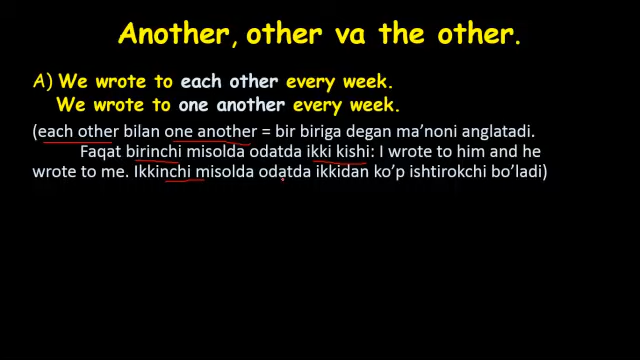 Another, other va the other.
A) We wrote to each other every week.
We wrote to one another every week.
(each other bilan one another = bir biriga degan ma'noni anglatadi.
Faqat birinchi misolda odatda ikki kishi: I wrote to him and he
wrote to me. Ikkinchi misolda odatda ikkidan ko'p ishtirokchi bo'ladi)